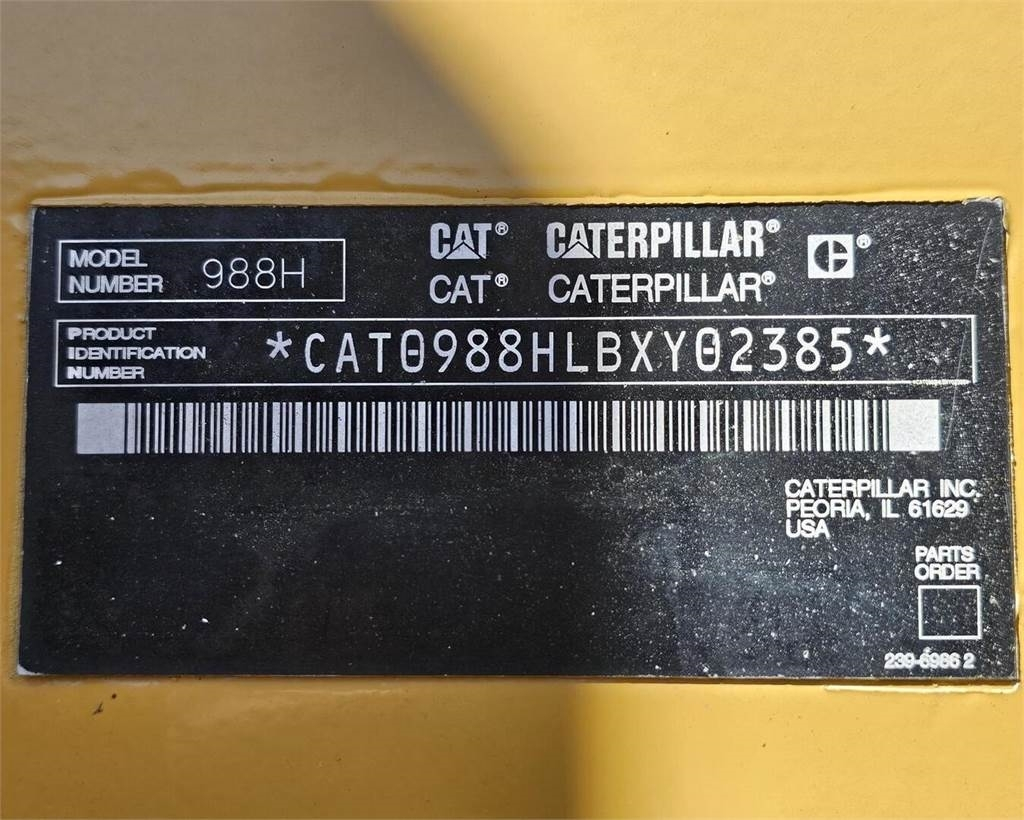 MODEL
NUMBER 988H
CAT® CATERPILLAR®
CAT® CATERPILLAR®
PRODUCT
IDENTIFICATION
NUMBER
*CAT0988HLBXY02385*
CATERPILLAR INC.
PEORIA, IL 61629
USA
PARTS
ORDER
239-6986 2